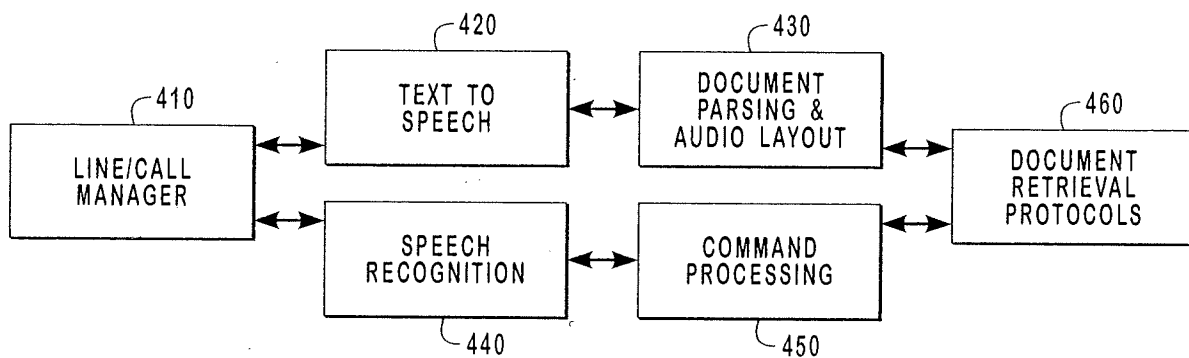 420
430
TEXT TO
SPEECH
DOCUMENT
PARSING &
AUDIO LAYOUT
410
LINE/CALL
MANAGER
460
DOCUMENT
RETRIEVAL
PROTOCOLS
SPEECH
RECOGNITION
COMMAND
PROCESSING
440
450